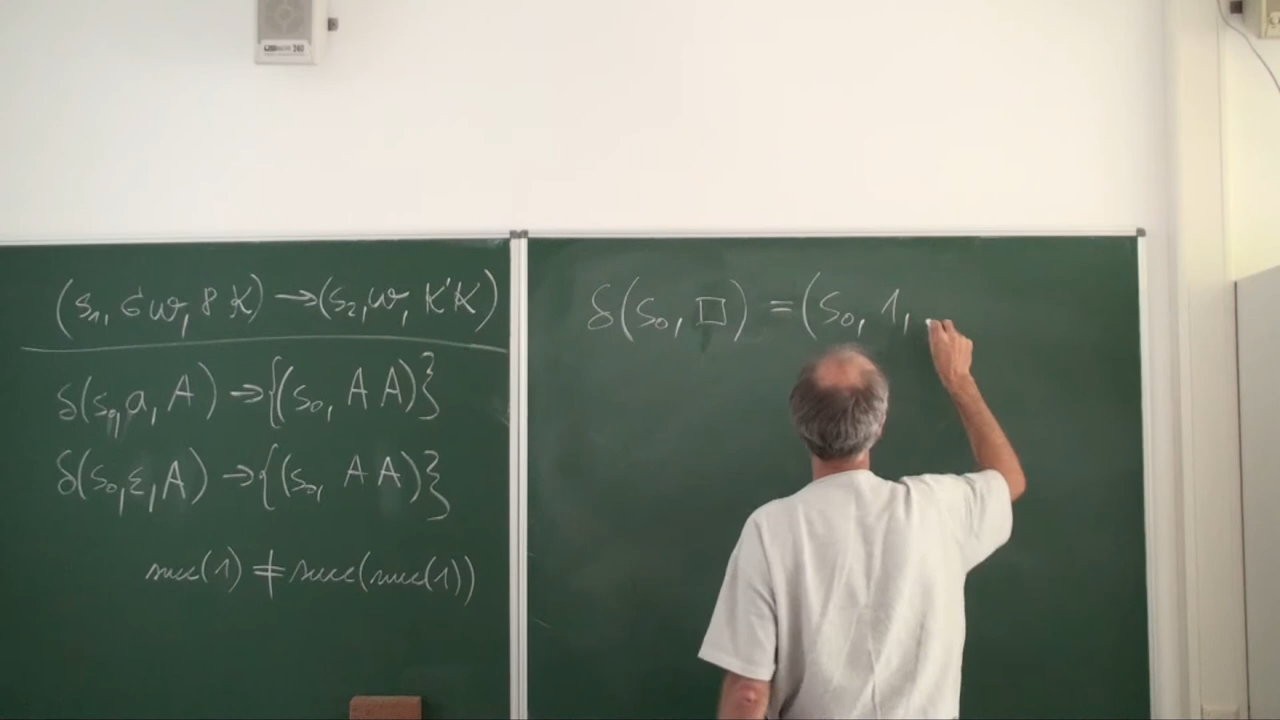 (s₁, σw, γK) → (s₂, w, K'K)
δ(s₀, a, A) → {(s₀, AA)}
δ(s₀, ε, A) → {(s₀, AA)}
succ(1) ≠ succ(succ(1))
δ(s₀, □) = (s₀, 1,